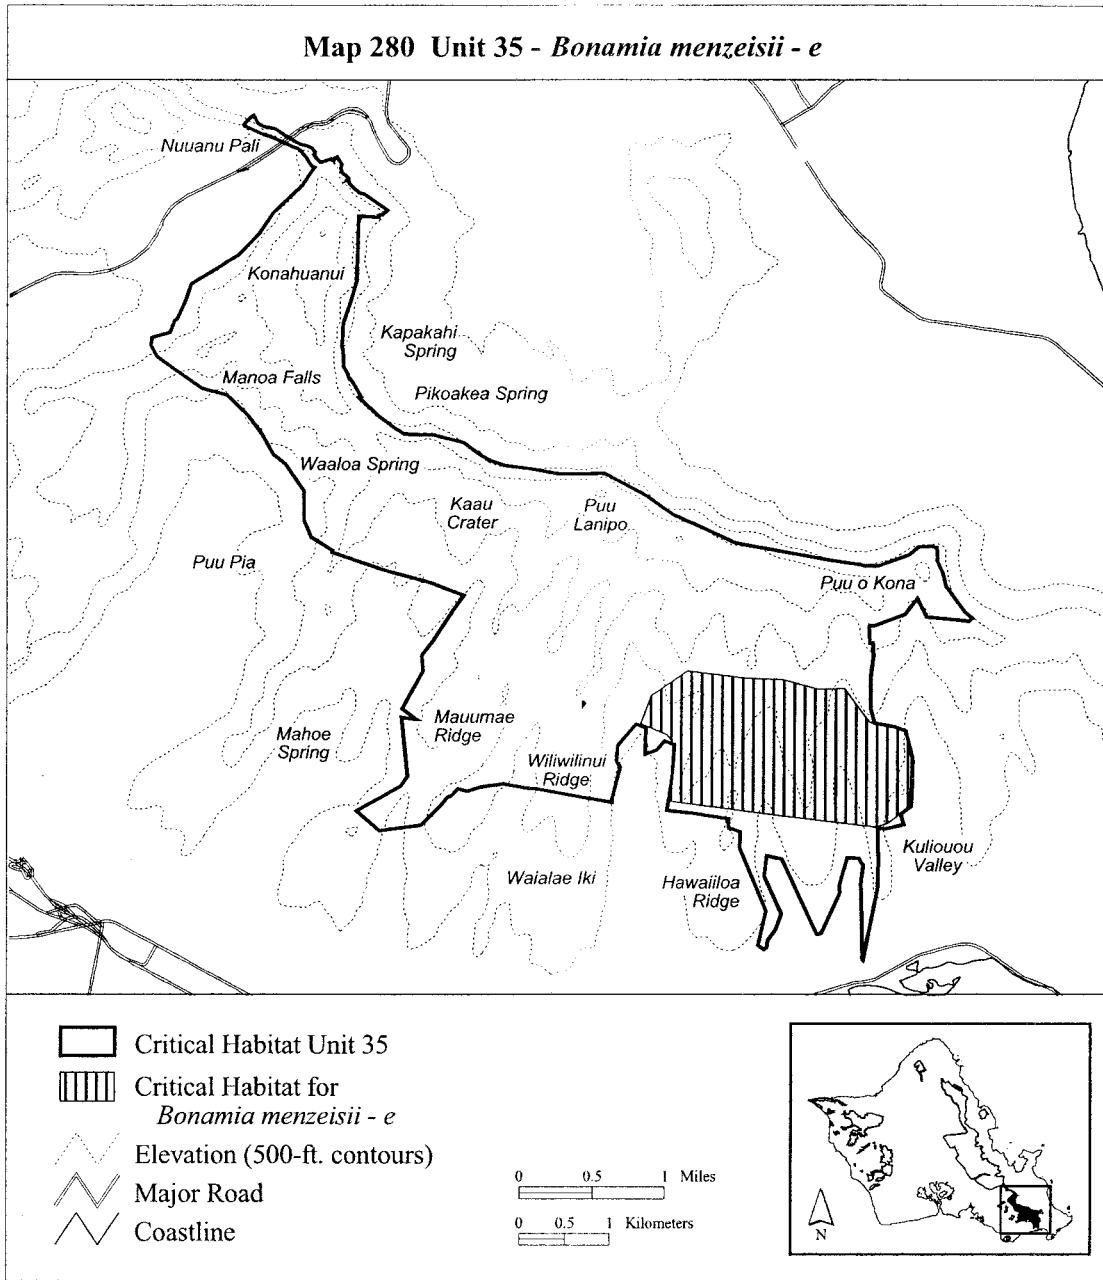 Map 280 Unit 35 - Bonamia menzeisii - e
Nuuanu Pali
Konahuanui
Kapakahi
Spring
Manoa Falls
Pikoakea Spring
Waaloa Spring
Kaau
Crater
Puu
Lanipo
Puu Pia
Puu o Kona
Mahoe
Spring
Mauumae
Ridge
Wiliwilinui
Ridge
Waialae Iki
Hawaiiloa
Ridge
Kuliouou
Valley
Critical Habitat Unit 35
Critical Habitat for
Bonamia menzeisii - e
Elevation (500-ft. contours)
Major Road
Coastline
0 0.5 1 Miles
0 0.5 1 Kilometers
N